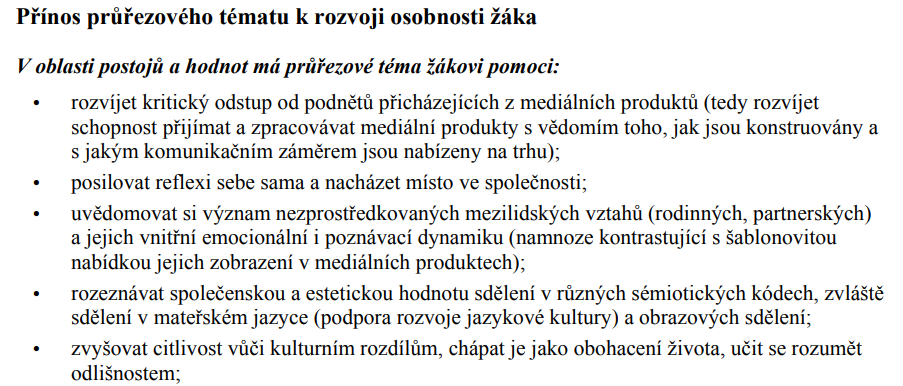 Přínos průřezového tématu k rozvoji osobnosti žáka
V oblasti postojů a hodnot má průřezové téma žákovi pomoci:
• rozvíjet kritický odstup od podnětů přicházejících z mediálních produktů (tedy rozvíjet
schopnost přijímat a zpracovávat mediální produkty s vědomím toho, jak jsou konstruovány a
s jakým komunikačním záměrem jsou nabízeny na trhu);
• posilovat reflexi sebe sama a nacházet místo ve společnosti;
• uvědomovat si význam nezprostředkovaných mezilidských vztahů (rodinných, partnerských)
a jejich vnitřní emocionální i poznávací dynamiku (namnoze kontrastující s šablonovitou
nabídkou jejich zobrazení v mediálních produktech);
• rozeznávat společenskou a estetickou hodnotu sdělení v různých sémiotických kódech, zvláště
sdělení v mateřském jazyce (podpora rozvoje jazykové kultury) a obrazových sdělení;
• zvyšovat citlivost vůči kulturním rozdílům, chápat je jako obohacení života, učit se rozumět
odlišnostem;